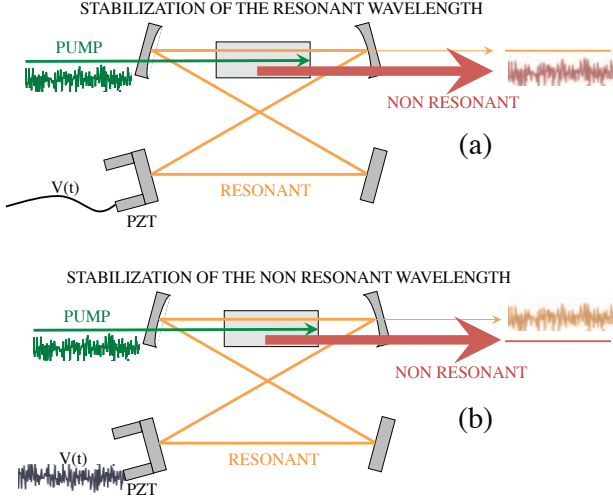 STABILIZATION OF THE RESONANT WAVELENGTH
PUMP
NON RESONANT
(a)
V(t)
RESONANT
PZT
STABILIZATION OF THE NON RESONANT WAVELENGTH
PUMP
NON RESONANT
(b)
V(t)
RESONANT
PZT